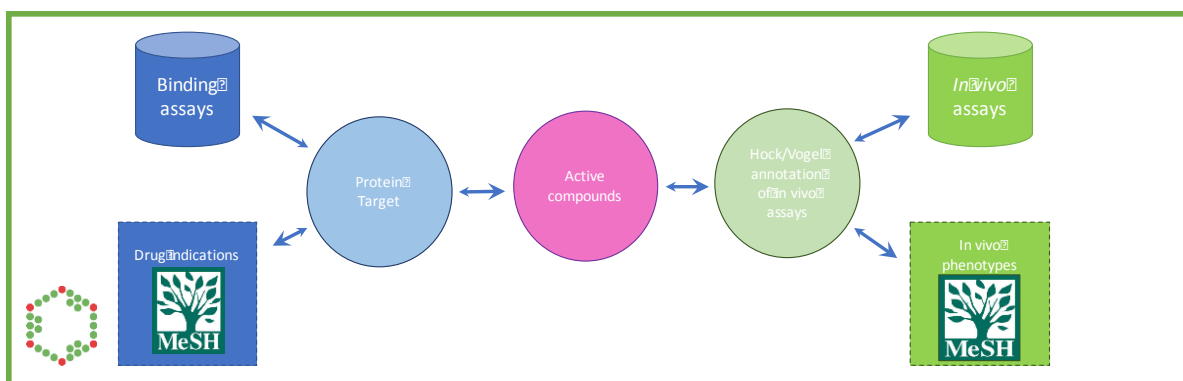 Binding
assays
In vivo
assays
Protein
Target
Active
compounds
Hock/Vogel
annotation
of in vivo
assays
Drug indications
MeSH
In vivo
phenotypes
MeSH